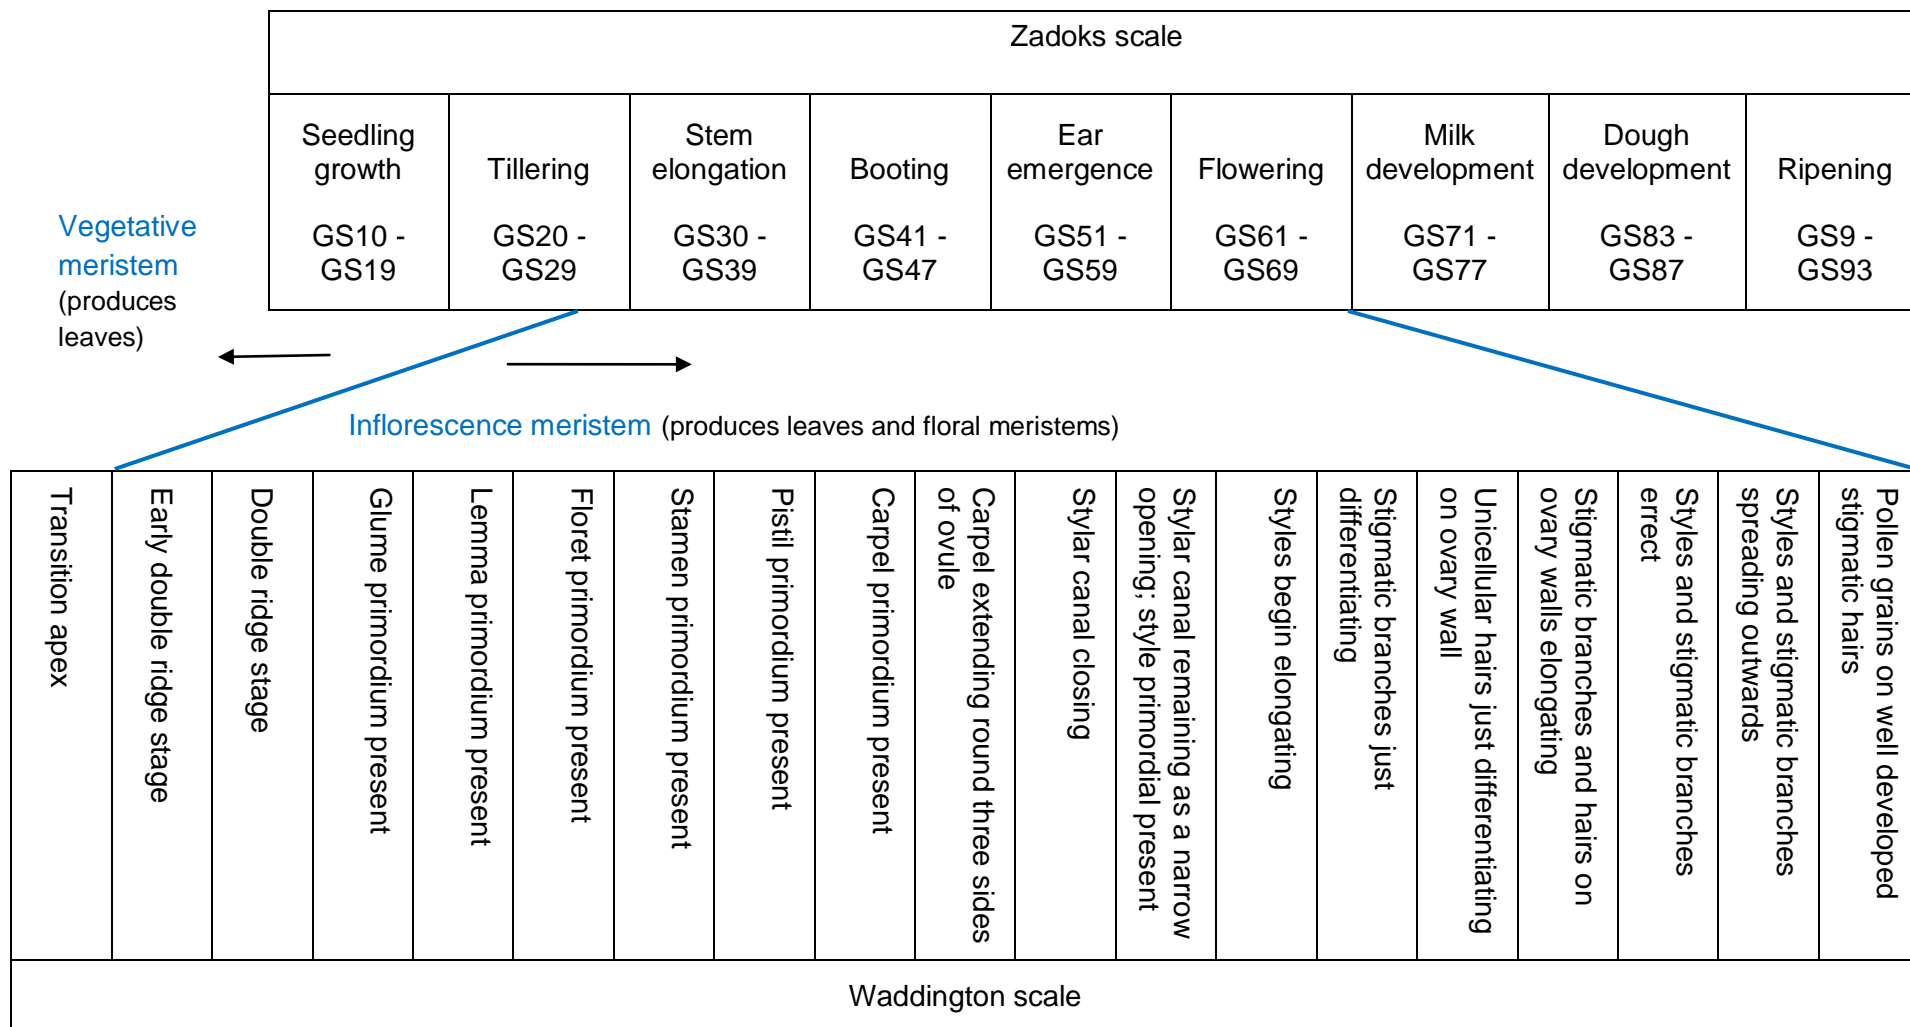 Zadoks scale
Seedling
growth
GS10 -
GS19
Tillering
GS20 -
GS29
Stem
elongation
GS30 -
GS39
Booting
GS41 -
GS47
Ear
emergence
GS51 -
GS59
Flowering
GS61 -
GS69
Milk
development
GS71 -
GS77
Dough
development
GS83 -
GS87
Ripening
GS9 -
GS93
Vegetative
meristem
(produces
leaves)
Inflorescence meristem (produces leaves and floral meristems)
Transition apex
Early double ridge stage
Double ridge stage
Glume primordium present
Lemma primordium present
Floret primordium present
Stamen primordium present
Pistil primordium present
Carpel primordium present
Carpel extending round three sides
of ovule
Stylar canal closing
Stylar canal remaining as a narrow
opening; style primordial present
Styles begin elongating
Stigmatic branches just
differentiating
Unicellular hairs just differentiating
on ovary wall
Stigmatic branches and hairs on
ovary walls elongating
Styles and stigmatic branches
errect
Styles and stigmatic branches
spreading outwards
Pollen grains on well developed
stigmatic hairs
Waddington scale